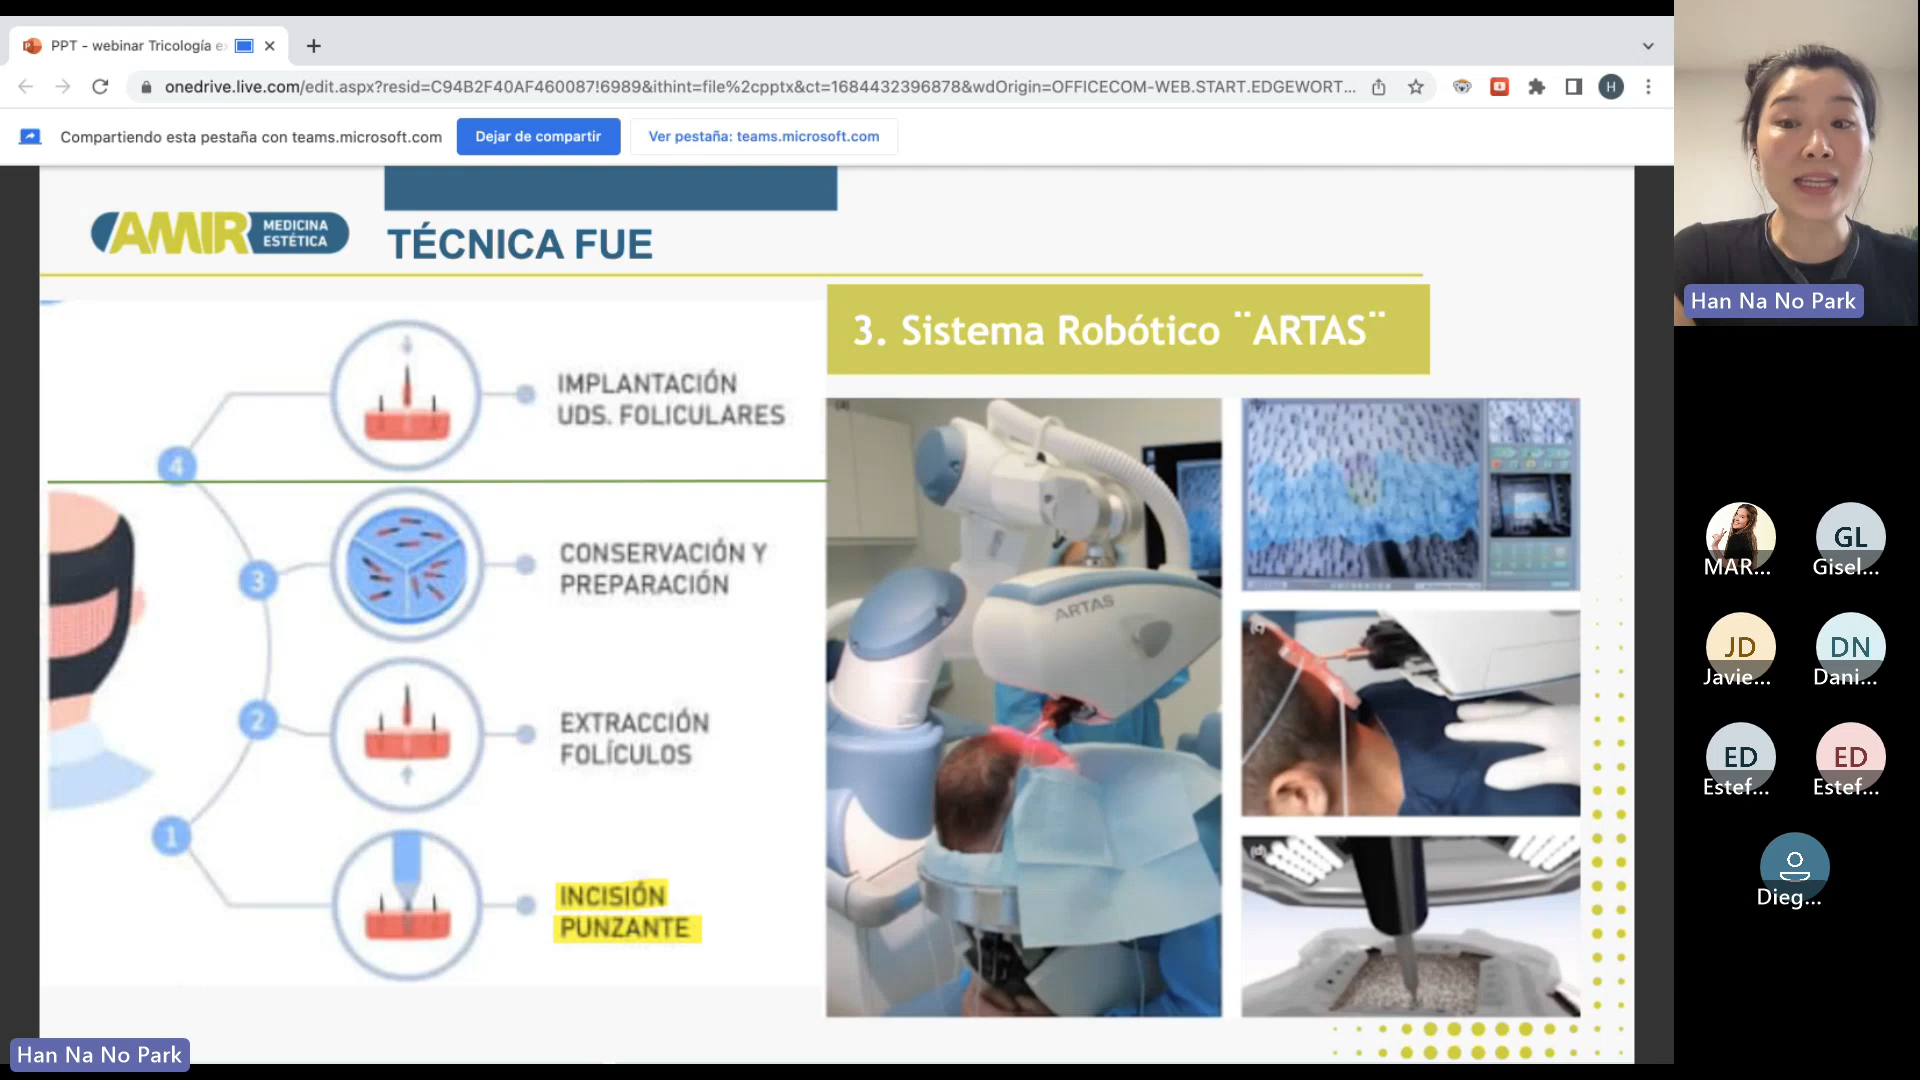 PPT - webinar Tricología e
onedrive.live.com/edit.aspx?resid=C94B2F40AF460087!6989&ithint=file%2cpptx&ct=1684432396878&wdOrigin=OFFICECOM-WEB.START.EDGEWORT...
H
Compartiendo esta pestaña con teams.microsoft.com
Dejar de compartir
Ver pestaña: teams.microsoft.com
AMIR MEDICINA
ESTÉTICA
TÉCNICA FUE
3. Sistema Robótico ¨ARTAS¨
4
IMPLANTACIÓN
UDS. FOLICULARES
3
CONSERVACIÓN Y
PREPARACIÓN
2
EXTRACCIÓN
FOLÍCULOS
1
INCISIÓN
PUNZANTE
ARTAS
(c)
(d)
Han Na No Park
Han Na No Park
MAR...
GL
Gisel...
JD
Javie...
DN
Dani...
ED
Estef...
ED
Estef...
Dieg...